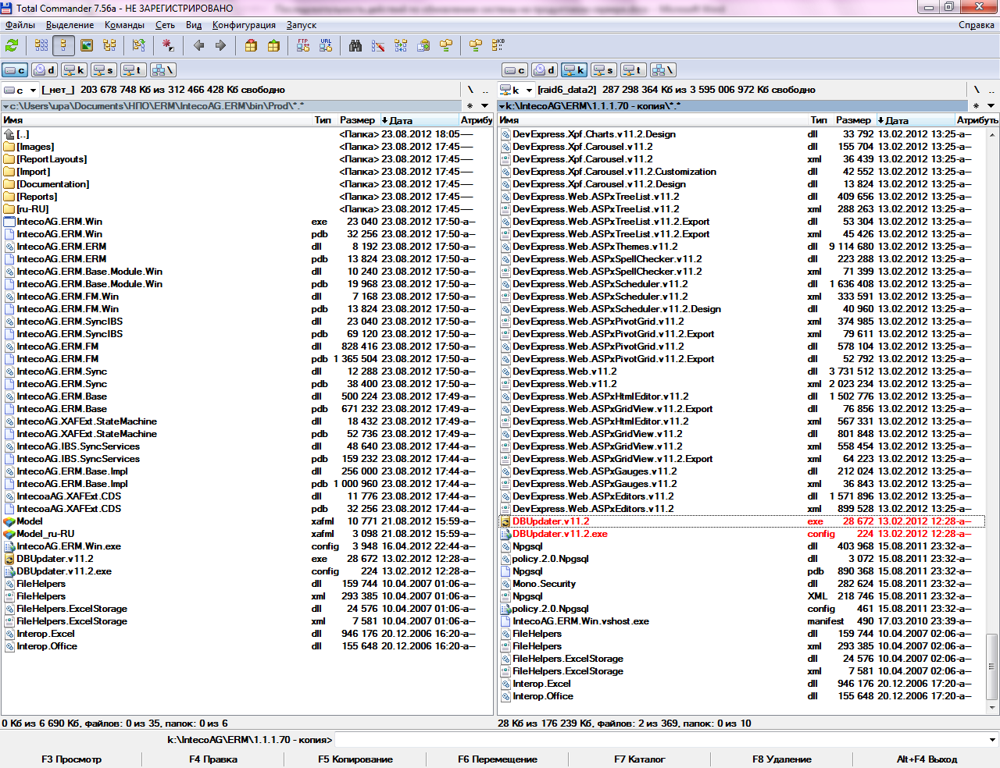 Total Commander 7.56a - НЕ ЗАРЕГИСТРИРОВАНО
Файлы Выделение Команды Сеть Вид Конфигурация Запуск Справка
FTP URL KB
c d k s t \ c d k s t \
c [_нет_] 203 678 748 Кб из 312 466 428 Кб свободно \ .. k [raid6_data2] 287 298 364 Кб из 3 595 006 972 Кб свободно \ ..
c:\Users\upa\Documents\НПО\ERM\IntecoAG.ERM\bin\Prod\*.* * k:\IntecoAG\ERM\1.1.1.70 - копия\*.* *
Имя Тип Размер Дата Атрибу Имя Тип Размер Дата Атрибуть
[..] <Папка> 23.08.2012 18:05 ---- DevExpress.Xpf.Charts.v11.2.Design dll 33 792 13.02.2012 13:25 -a--
[Images] <Папка> 23.08.2012 17:45 ---- DevExpress.Xpf.Carousel.v11.2 dll 155 704 13.02.2012 13:25 -a--
[ReportLayouts] <Папка> 23.08.2012 17:45 ---- DevExpress.Xpf.Carousel.v11.2 xml 36 439 13.02.2012 13:25 -a--
[Import] <Папка> 23.08.2012 17:45 ---- DevExpress.Xpf.Carousel.v11.2.Customization dll 42 552 13.02.2012 13:25 -a--
[Documentation] <Папка> 23.08.2012 17:45 ---- DevExpress.Xpf.Carousel.v11.2.Design dll 13 824 13.02.2012 13:25 -a--
[Reports] <Папка> 23.08.2012 17:45 ---- DevExpress.Web.ASPxTreeList.v11.2 dll 409 656 13.02.2012 13:25 -a--
[ru-RU] <Папка> 23.08.2012 17:45 ---- DevExpress.Web.ASPxTreeList.v11.2 xml 288 263 13.02.2012 13:25 -a--
IntecoAG.ERM.Win exe 23 040 23.08.2012 17:50 -a-- DevExpress.Web.ASPxTreeList.v11.2.Export dll 53 304 13.02.2012 13:25 -a--
IntecoAG.ERM.Win pdb 32 256 23.08.2012 17:50 -a-- DevExpress.Web.ASPxTreeList.v11.2.Export xml 45 426 13.02.2012 13:25 -a--
IntecoAG.ERM.ERM dll 8 192 23.08.2012 17:50 -a-- DevExpress.Web.ASPxThemes.v11.2 dll 9 114 680 13.02.2012 13:25 -a--
IntecoAG.ERM.ERM pdb 13 824 23.08.2012 17:50 -a-- DevExpress.Web.ASPxSpellChecker.v11.2 dll 223 288 13.02.2012 13:25 -a--
IntecoAG.ERM.Base.Module.Win dll 10 240 23.08.2012 17:50 -a-- DevExpress.Web.ASPxSpellChecker.v11.2 xml 71 399 13.02.2012 13:25 -a--
IntecoAG.ERM.Base.Module.Win pdb 19 968 23.08.2012 17:50 -a-- DevExpress.Web.ASPxScheduler.v11.2 dll 1 636 408 13.02.2012 13:25 -a--
IntecoAG.ERM.FM.Win dll 7 168 23.08.2012 17:50 -a-- DevExpress.Web.ASPxScheduler.v11.2 xml 333 591 13.02.2012 13:25 -a--
IntecoAG.ERM.FM.Win pdb 13 824 23.08.2012 17:50 -a-- DevExpress.Web.ASPxScheduler.v11.2.Design dll 40 960 13.02.2012 13:25 -a--
IntecoAG.ERM.SyncIBS dll 23 040 23.08.2012 17:50 -a-- DevExpress.Web.ASPxPivotGrid.v11.2 xml 374 985 13.02.2012 13:25 -a--
IntecoAG.ERM.SyncIBS pdb 69 120 23.08.2012 17:50 -a-- DevExpress.Web.ASPxPivotGrid.v11.2.Export xml 79 611 13.02.2012 13:25 -a--
IntecoAG.ERM.FM dll 828 416 23.08.2012 17:50 -a-- DevExpress.Web.ASPxPivotGrid.v11.2 dll 578 104 13.02.2012 13:25 -a--
IntecoAG.ERM.FM pdb 1 365 504 23.08.2012 17:50 -a-- DevExpress.Web.ASPxPivotGrid.v11.2.Export dll 52 792 13.02.2012 13:25 -a--
IntecoAG.ERM.Sync dll 12 288 23.08.2012 17:50 -a-- DevExpress.Web.v11.2 dll 3 731 512 13.02.2012 13:25 -a--
IntecoAG.ERM.Sync pdb 38 400 23.08.2012 17:50 -a-- DevExpress.Web.v11.2 xml 2 023 234 13.02.2012 13:25 -a--
IntecoAG.ERM.Base dll 500 224 23.08.2012 17:49 -a-- DevExpress.Web.ASPxHtmlEditor.v11.2 dll 1 502 776 13.02.2012 13:25 -a--
IntecoAG.ERM.Base pdb 671 232 23.08.2012 17:49 -a-- DevExpress.Web.ASPxGridView.v11.2.Export dll 76 856 13.02.2012 13:25 -a--
IntecoAG.XAFExt.StateMachine dll 18 432 23.08.2012 17:49 -a-- DevExpress.Web.ASPxHtmlEditor.v11.2 xml 567 331 13.02.2012 13:25 -a--
IntecoAG.XAFExt.StateMachine pdb 52 736 23.08.2012 17:49 -a-- DevExpress.Web.ASPxGridView.v11.2 dll 801 848 13.02.2012 13:25 -a--
IntecoAG.IBS.SyncServices dll 48 640 23.08.2012 17:44 -a-- DevExpress.Web.ASPxGridView.v11.2 xml 558 454 13.02.2012 13:25 -a--
IntecoAG.IBS.SyncServices pdb 159 232 23.08.2012 17:44 -a-- DevExpress.Web.ASPxGridView.v11.2.Export xml 64 223 13.02.2012 13:25 -a--
IntecoAG.ERM.Base.Impl dll 256 000 23.08.2012 17:44 -a-- DevExpress.Web.ASPxGauges.v11.2 dll 212 024 13.02.2012 13:25 -a--
IntecoAG.ERM.Base.Impl pdb 1 000 960 23.08.2012 17:44 -a-- DevExpress.Web.ASPxGauges.v11.2 xml 36 843 13.02.2012 13:25 -a--
IntecoaAG.XAFExt.CDS dll 11 776 23.08.2012 17:44 -a-- DevExpress.Web.ASPxEditors.v11.2 dll 1 571 896 13.02.2012 13:25 -a--
IntecoaAG.XAFExt.CDS pdb 32 256 23.08.2012 17:44 -a-- DevExpress.Web.ASPxEditors.v11.2 xml 899 528 13.02.2012 13:25 -a--
Model xafml 10 771 21.08.2012 15:59 -a-- DBUpdater.v11.2 exe 28 672 13.02.2012 12:28 -a--
Model_ru-RU xafml 3 098 21.08.2012 15:59 -a-- DBUpdater.v11.2.exe config 224 13.02.2012 12:28 -a--
IntecoAG.ERM.Win.exe config 3 948 16.04.2012 22:44 -a-- Npgsql dll 403 968 15.08.2011 23:32 -a--
DBUpdater.v11.2 exe 28 672 13.02.2012 12:28 -a-- policy.2.0.Npgsql dll 3 072 15.08.2011 23:32 -a--
DBUpdater.v11.2.exe config 224 13.02.2012 12:28 -a-- Npgsql pdb 890 368 15.08.2011 23:32 -a--
FileHelpers dll 159 744 10.04.2007 01:06 -a-- Mono.Security dll 282 624 15.08.2011 23:32 -a--
FileHelpers xml 293 385 10.04.2007 01:06 -a-- Npgsql XML 218 746 15.08.2011 23:32 -a--
FileHelpers.ExcelStorage dll 24 576 10.04.2007 01:06 -a-- policy.2.0.Npgsql config 461 15.08.2011 23:32 -a--
FileHelpers.ExcelStorage xml 7 581 10.04.2007 01:06 -a-- IntecoAG.ERM.Win.vshost.exe manifest 490 17.03.2010 23:39 -a--
Interop.Excel dll 946 176 20.12.2006 16:20 -a-- FileHelpers dll 159 744 10.04.2007 02:06 -a--
Interop.Office dll 155 648 20.12.2006 16:20 -a-- FileHelpers xml 293 385 10.04.2007 02:06 -a--
FileHelpers.ExcelStorage dll 24 576 10.04.2007 02:06 -a--
FileHelpers.ExcelStorage xml 7 581 10.04.2007 02:06 -a--
Interop.Excel dll 946 176 20.12.2006 17:20 -a--
Interop.Office dll 155 648 20.12.2006 17:20 -a--
0 Кб из 6 690 Кб, файлов: 0 из 35, папок: 0 из 6 28 Кб из 176 239 Кб, файлов: 2 из 369, папок: 0 из 10
k:\IntecoAG\ERM\1.1.1.70 - копия>
F3 Просмотр F4 Правка F5 Копирование F6 Перемещение F7 Каталог F8 Удаление Alt+F4 Выход